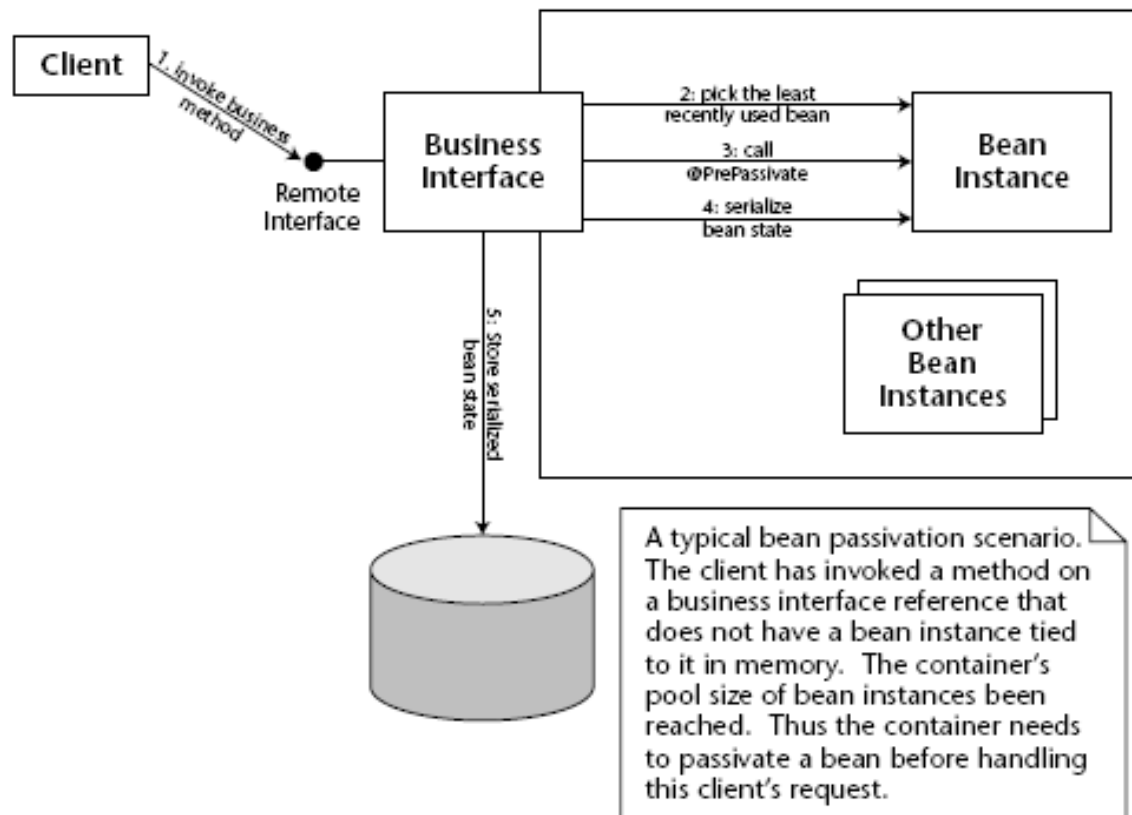 Client
1. invoke business
method
Remote
Interface
Business
Interface
2: pick the least
recently used bean
3: call
@PrePassivate
4: serialize
bean state
Bean
Instance
Other
Bean
Instances
5: Store serialized
bean state
A typical bean passivation scenario.
The client has invoked a method on
a business interface reference that
does not have a bean instance tied
to it in memory. The container's
pool size of bean instances been
reached. Thus the container needs
to passivate a bean before handling
this client's request.